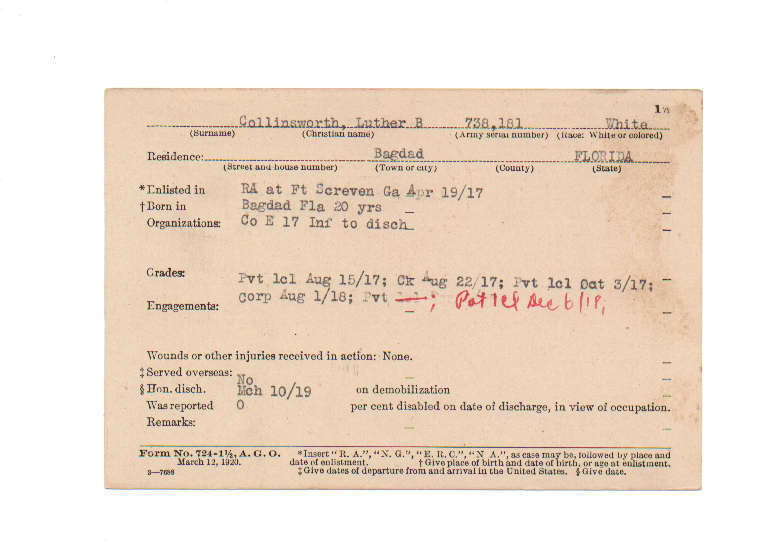 1½
Collinsworth, Luther B 738,181 White
(Surname) (Christian name) (Army serial number) (Race: White or colored)
Residence: Bagdad FLORIDA
(Street and house number) (Town or city) (County) (State)
*Enlisted in RA at Ft Screven Ga Apr 19/17
†Born in Bagdad Fla 20 yrs
Organizations: Co E 17 Inf to disch
Grades: Pvt 1cl Aug 15/17; Ck Aug 22/17; Pvt 1cl Oct 3/17;
Corp Aug 1/18; Pvt ; Pvt 1cl Dec 6/18;
Engagements:
Wounds or other injuries received in action: None.
‡Served overseas: No
§Hon. disch. Mch 10/19 on demobilization
Was reported 0 per cent disabled on date of discharge, in view of occupation.
Remarks:
Form No. 724-1½, A. G. O. *Insert "R. A.", "N. G.", "E. R. C.", "N A.", as case may be, followed by place and
March 12, 1920. date of enlistment. †Give place of birth and date of birth, or age at enlistment.
3—7688 ‡Give dates of departure from and arrival in the United States. §Give date.